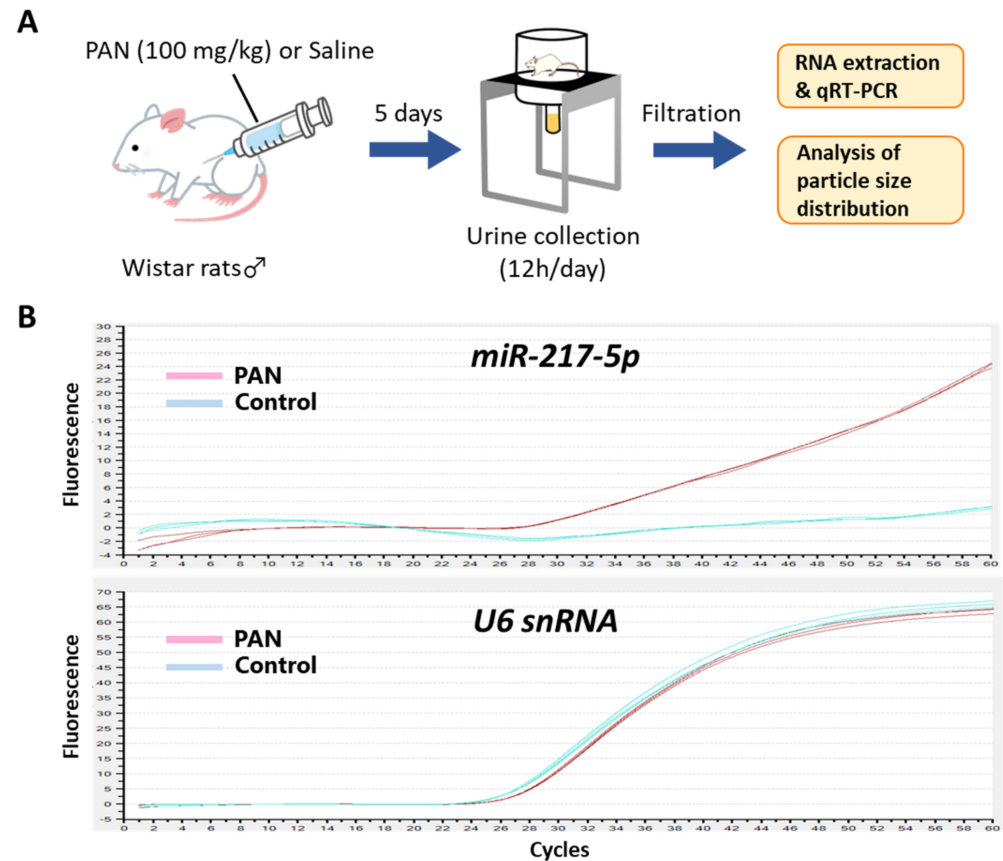 A
PAN (100 mg/kg) or Saline
5 days
Filtration
RNA extraction
& qRT-PCR
Analysis of
particle size
distribution
Urine collection
(12h/day)
Wistar rats♂
B
miR-217-5p
PAN
Control
Fluorescence
30
28
26
24
22
20
18
16
14
12
10
8
6
4
2
0
-2
-4
0 2 4 6 8 10 12 14 16 18 20 22 24 26 28 30 32 34 36 38 40 42 44 46 48 50 52 54 56 58 60
U6 snRNA
PAN
Control
Fluorescence
70
65
60
55
50
45
40
35
30
25
20
15
10
5
0
-5
0 2 4 6 8 10 12 14 16 18 20 22 24 26 28 30 32 34 36 38 40 42 44 46 48 50 52 54 56 58 60
Cycles